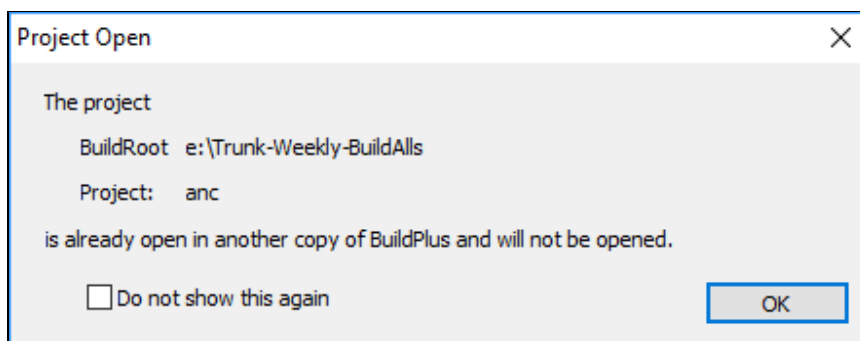 Project Open
The project
BuildRoot e:\Trunk-Weekly-BuildAlls
Project: anc
is already open in another copy of BuildPlus and will not be opened.
Do not show this again
OK